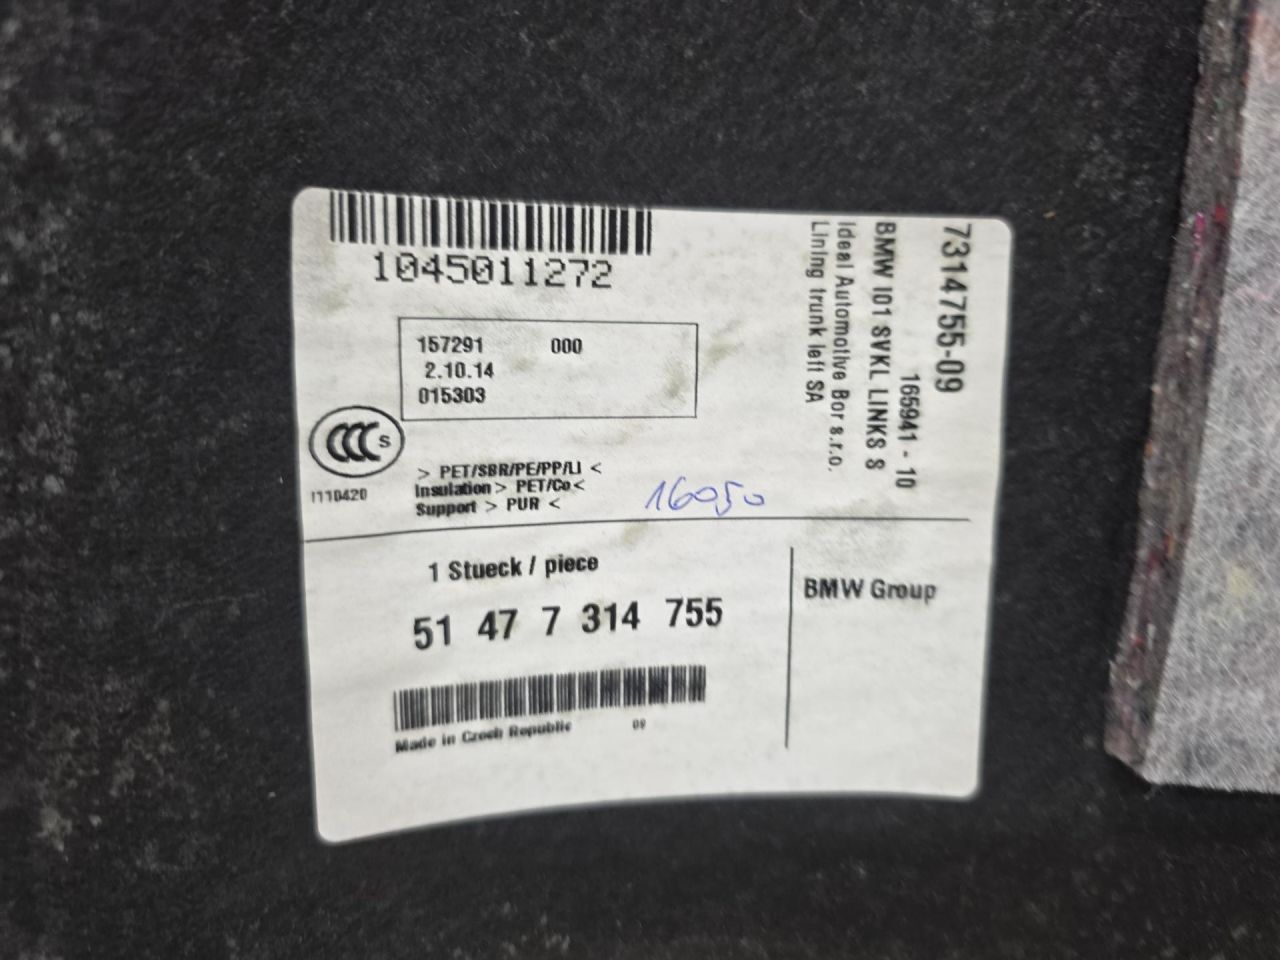 1045011272
157291 000
2.10.14
015303
CCC S
I110420
> PET/SBR/PE/PP/LI <
Insulation > PET/Co <
Support > PUR <
16050
7314755-09
165941 - 10
BMW I01 SVKL LINKS S
Ideal Automotive Bor s.r.o.
Lining trunk left SA
1 Stueck / piece
51 47 7 314 755
Made in Czech Republic 09
BMW Group